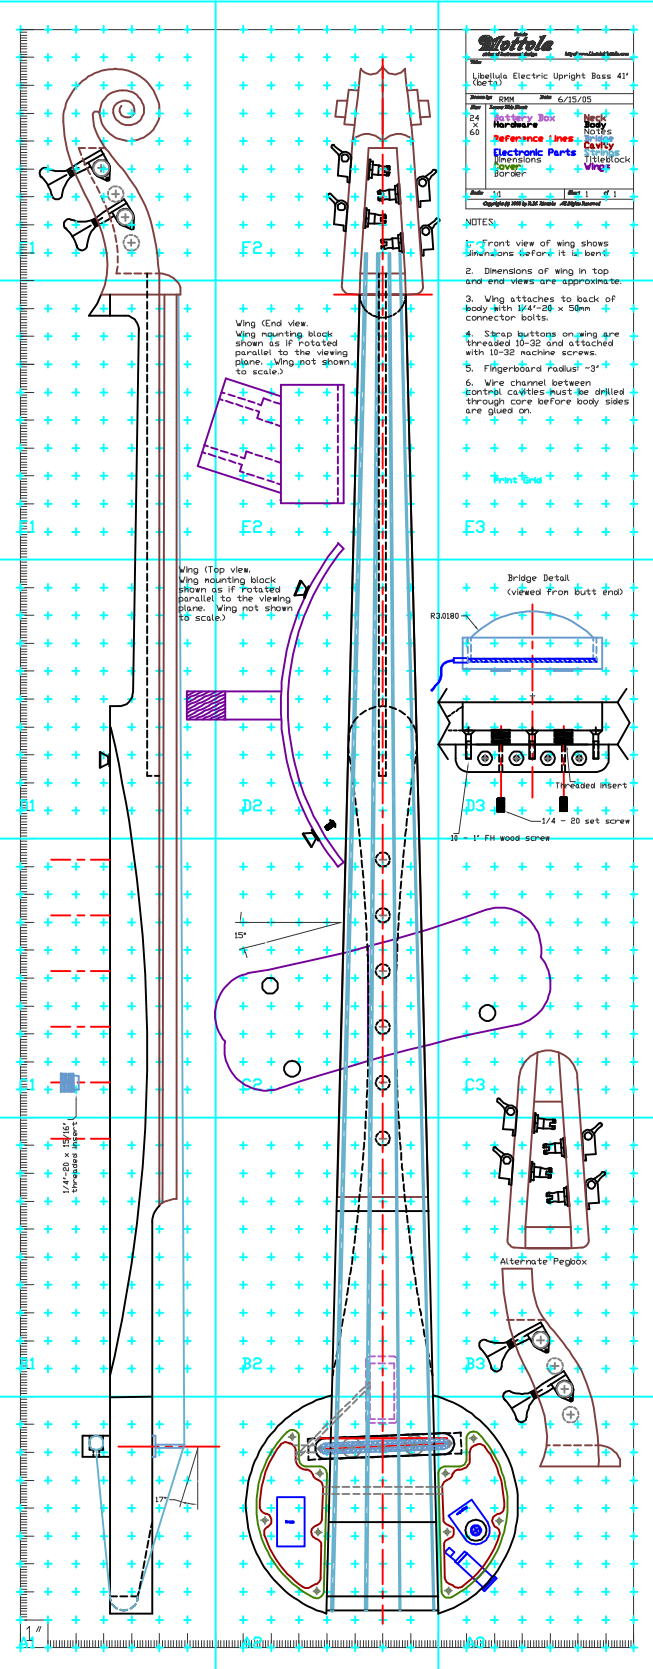 Mottola
Title
Libellula Electric Upright Bass 41"
(beta)
RMM
Date 6/15/05
24
x
60
Battery Box
Neck
Hardware
Body
Notes
Reference Lines
Bridge
Cavity
Electronic Parts
Strings
Dimensions
Titleblock
Cover
Wings
Border
Scale 1:1
Sheet 1 of 1
NOTES:
1. Front view of wing shows
dimensions before it is bent.
2. Dimensions of wing in top
and end views are approximate.
3. Wing attaches to back of
body with 1/4"-20 x 50mm
connector bolts.
4. Strap buttons on wing are
threaded 10-32 and attached
with 10-32 machine screws.
5. Fingerboard radius -3"
6. Wire channel between
control cavities must be drilled
through core before body sides
are glued on.
F1
F2
F3
Wing (End view.
Wing mounting block
shown as if rotated
parallel to the viewing
plane. Wing not shown
to scale.)
Print Grid
E1
E2
E3
Wing (Top view.
Wing mounting block
shown as if rotated
parallel to the viewing
plane. Wing not shown
to scale.)
Bridge Detail
(viewed from butt end)
R3.0180
Threaded insert
1/4 - 20 set screw
10 - 1" FH wood screw
D1
D2
D3
15°
1/4"-20 x 15/16"
threaded insert
C1
C2
C3
Alternate Pegbox
B1
B2
B3
17°
1"
A1
A2
A3